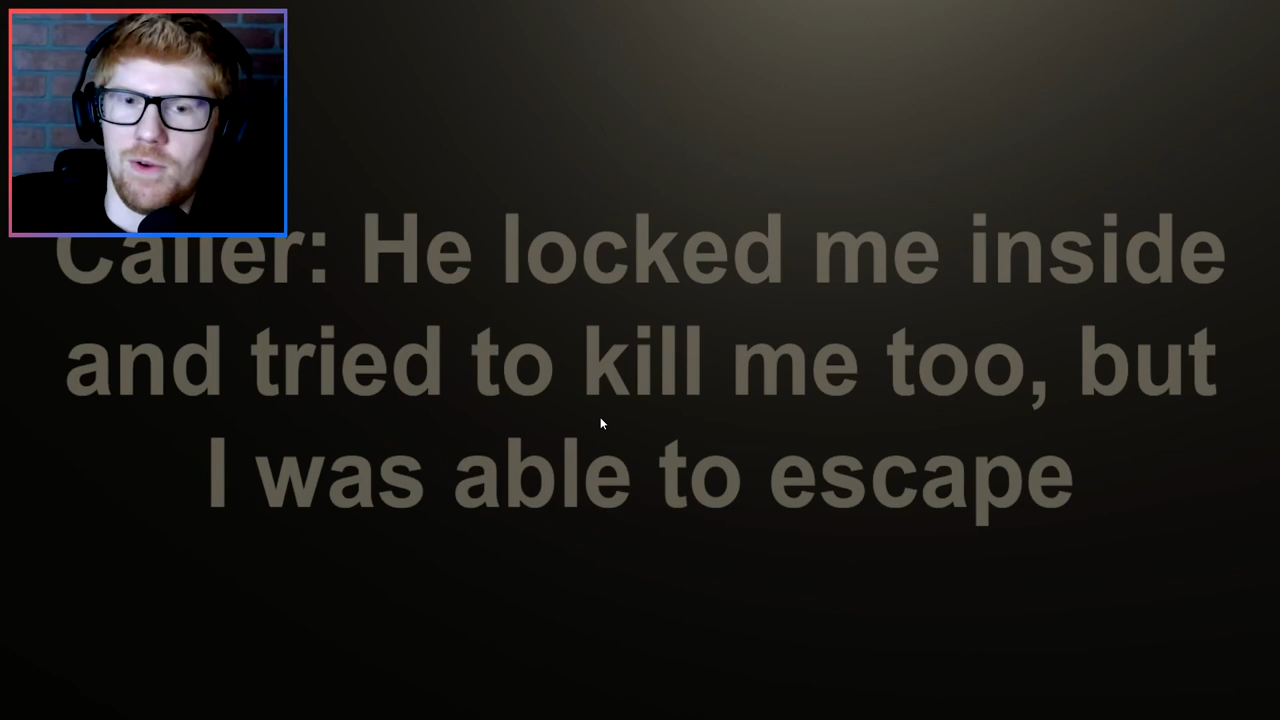 Caller: He locked me inside
and tried to kill me too, but
I was able to escape